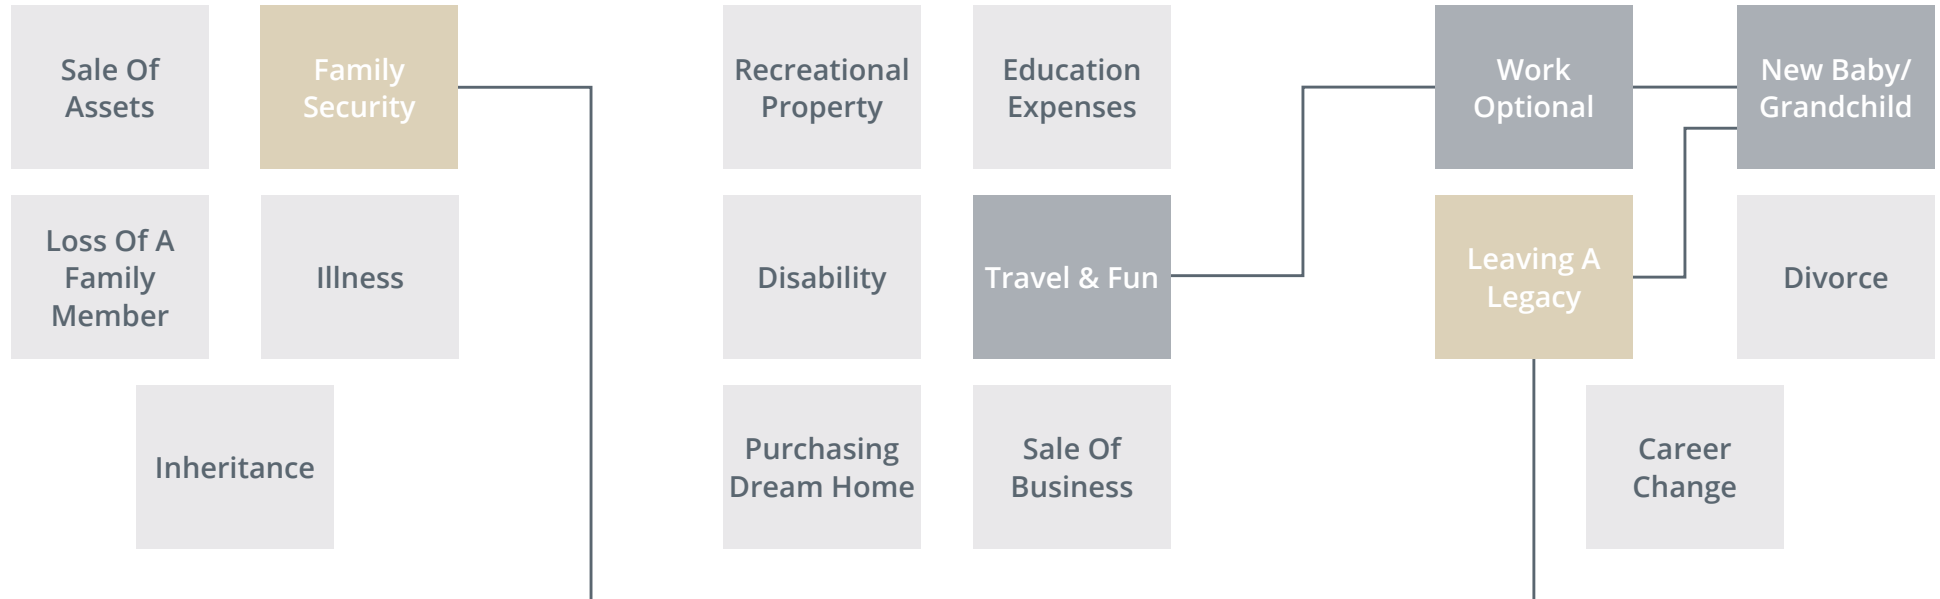 Sale Of
Assets
Family
Security
Recreational
Property
Education
Expenses
Work
Optional
New Baby/
Grandchild
Loss Of A
Family
Member
Illness
Disability
Travel & Fun
Leaving A
Legacy
Divorce
Inheritance
Purchasing
Dream Home
Sale Of
Business
Career
Change